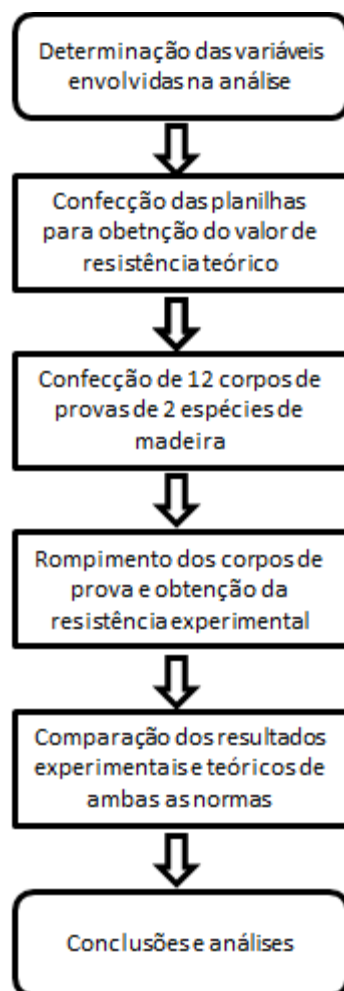 Determinação das variáveis
envolvidas na análise
Confecção das planilhas
para obetnção do valor de
resistência teórico
Confecção de 12 corpos de
provas de 2 espécies de
madeira
Rompimento dos corpos de
prova e obtenção da
resistência experimental
Comparação dos resultados
experimentais e teóricos de
ambas as normas
Conclusões e análises